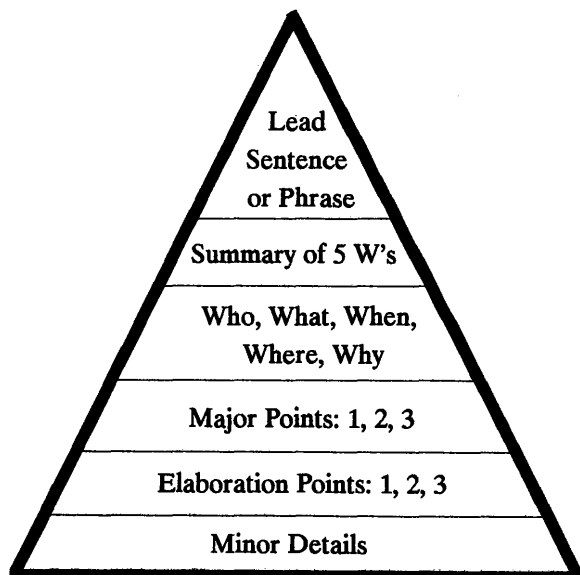 Lead
Sentence
or Phrase
Summary of 5 W's
Who, What, When,
Where, Why
Major Points: 1, 2, 3
Elaboration Points: 1, 2, 3
Minor Details